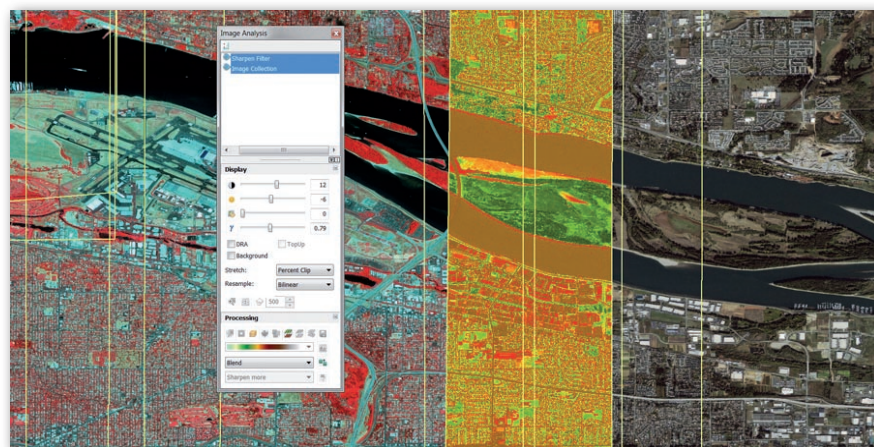 Image Analysis
Sharpen Filter
Image Collection
Display
12
-6
0
0.79
DRA
TopUp
Background
Stretch: Percent Clip
Resample: Bilinear
500
Processing
Blend
Sharpen more